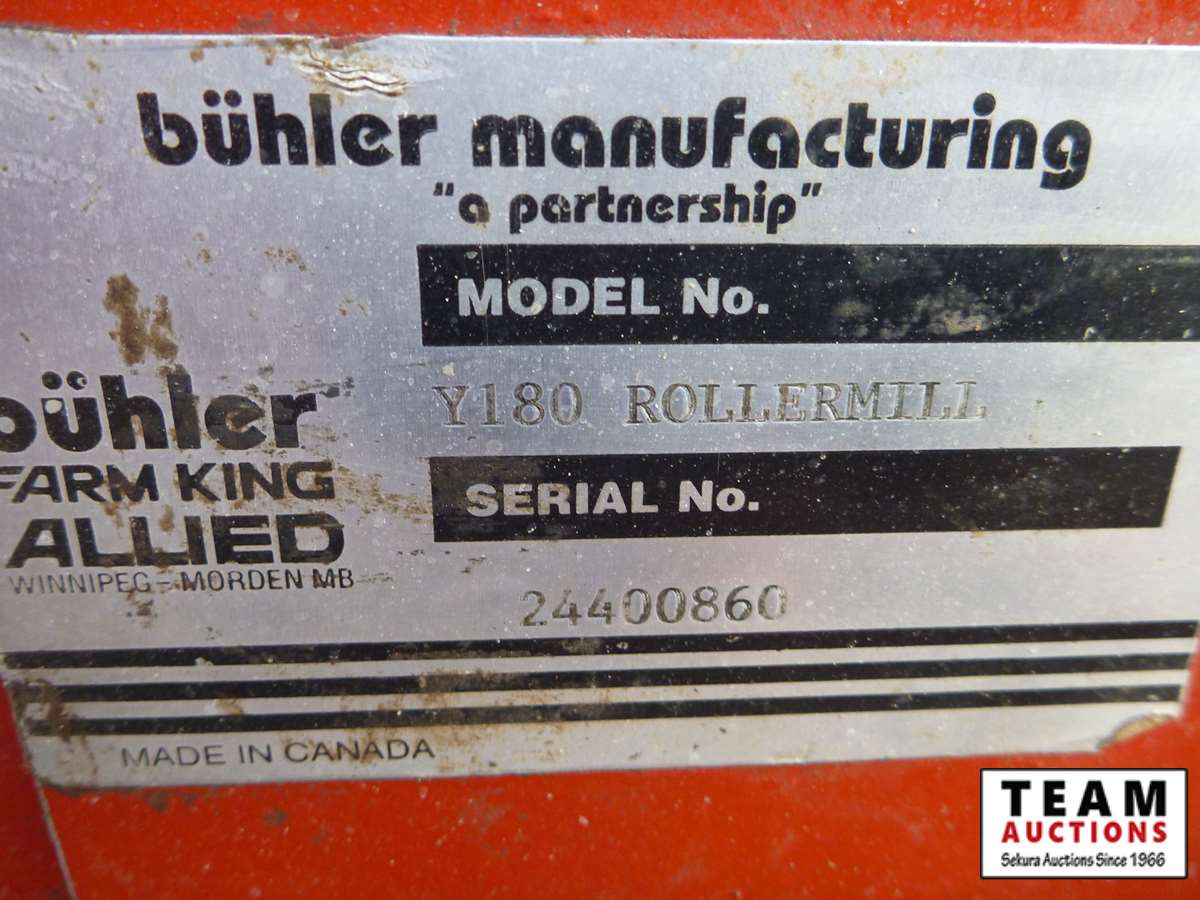 bühler manufacturing
"a partnership"
MODEL No.
Y180 ROLLERMILL
bühler
FARM KING
ALLIED
WINNIPEG - MORDEN MB
SERIAL No.
24400860
MADE IN CANADA
TEAM
AUCTIONS
Sekura Auctions Since 1966